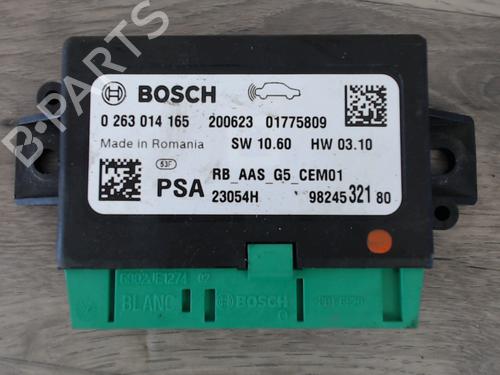 BOSCH
0 263 014 165 200623 01775809
Made in Romania SW 10.60 HW 03.10
53F
PSA
RB_AAS_G5_CEM01
23054H 98245 321 80
BLANC
BOSCH
B-PARTS